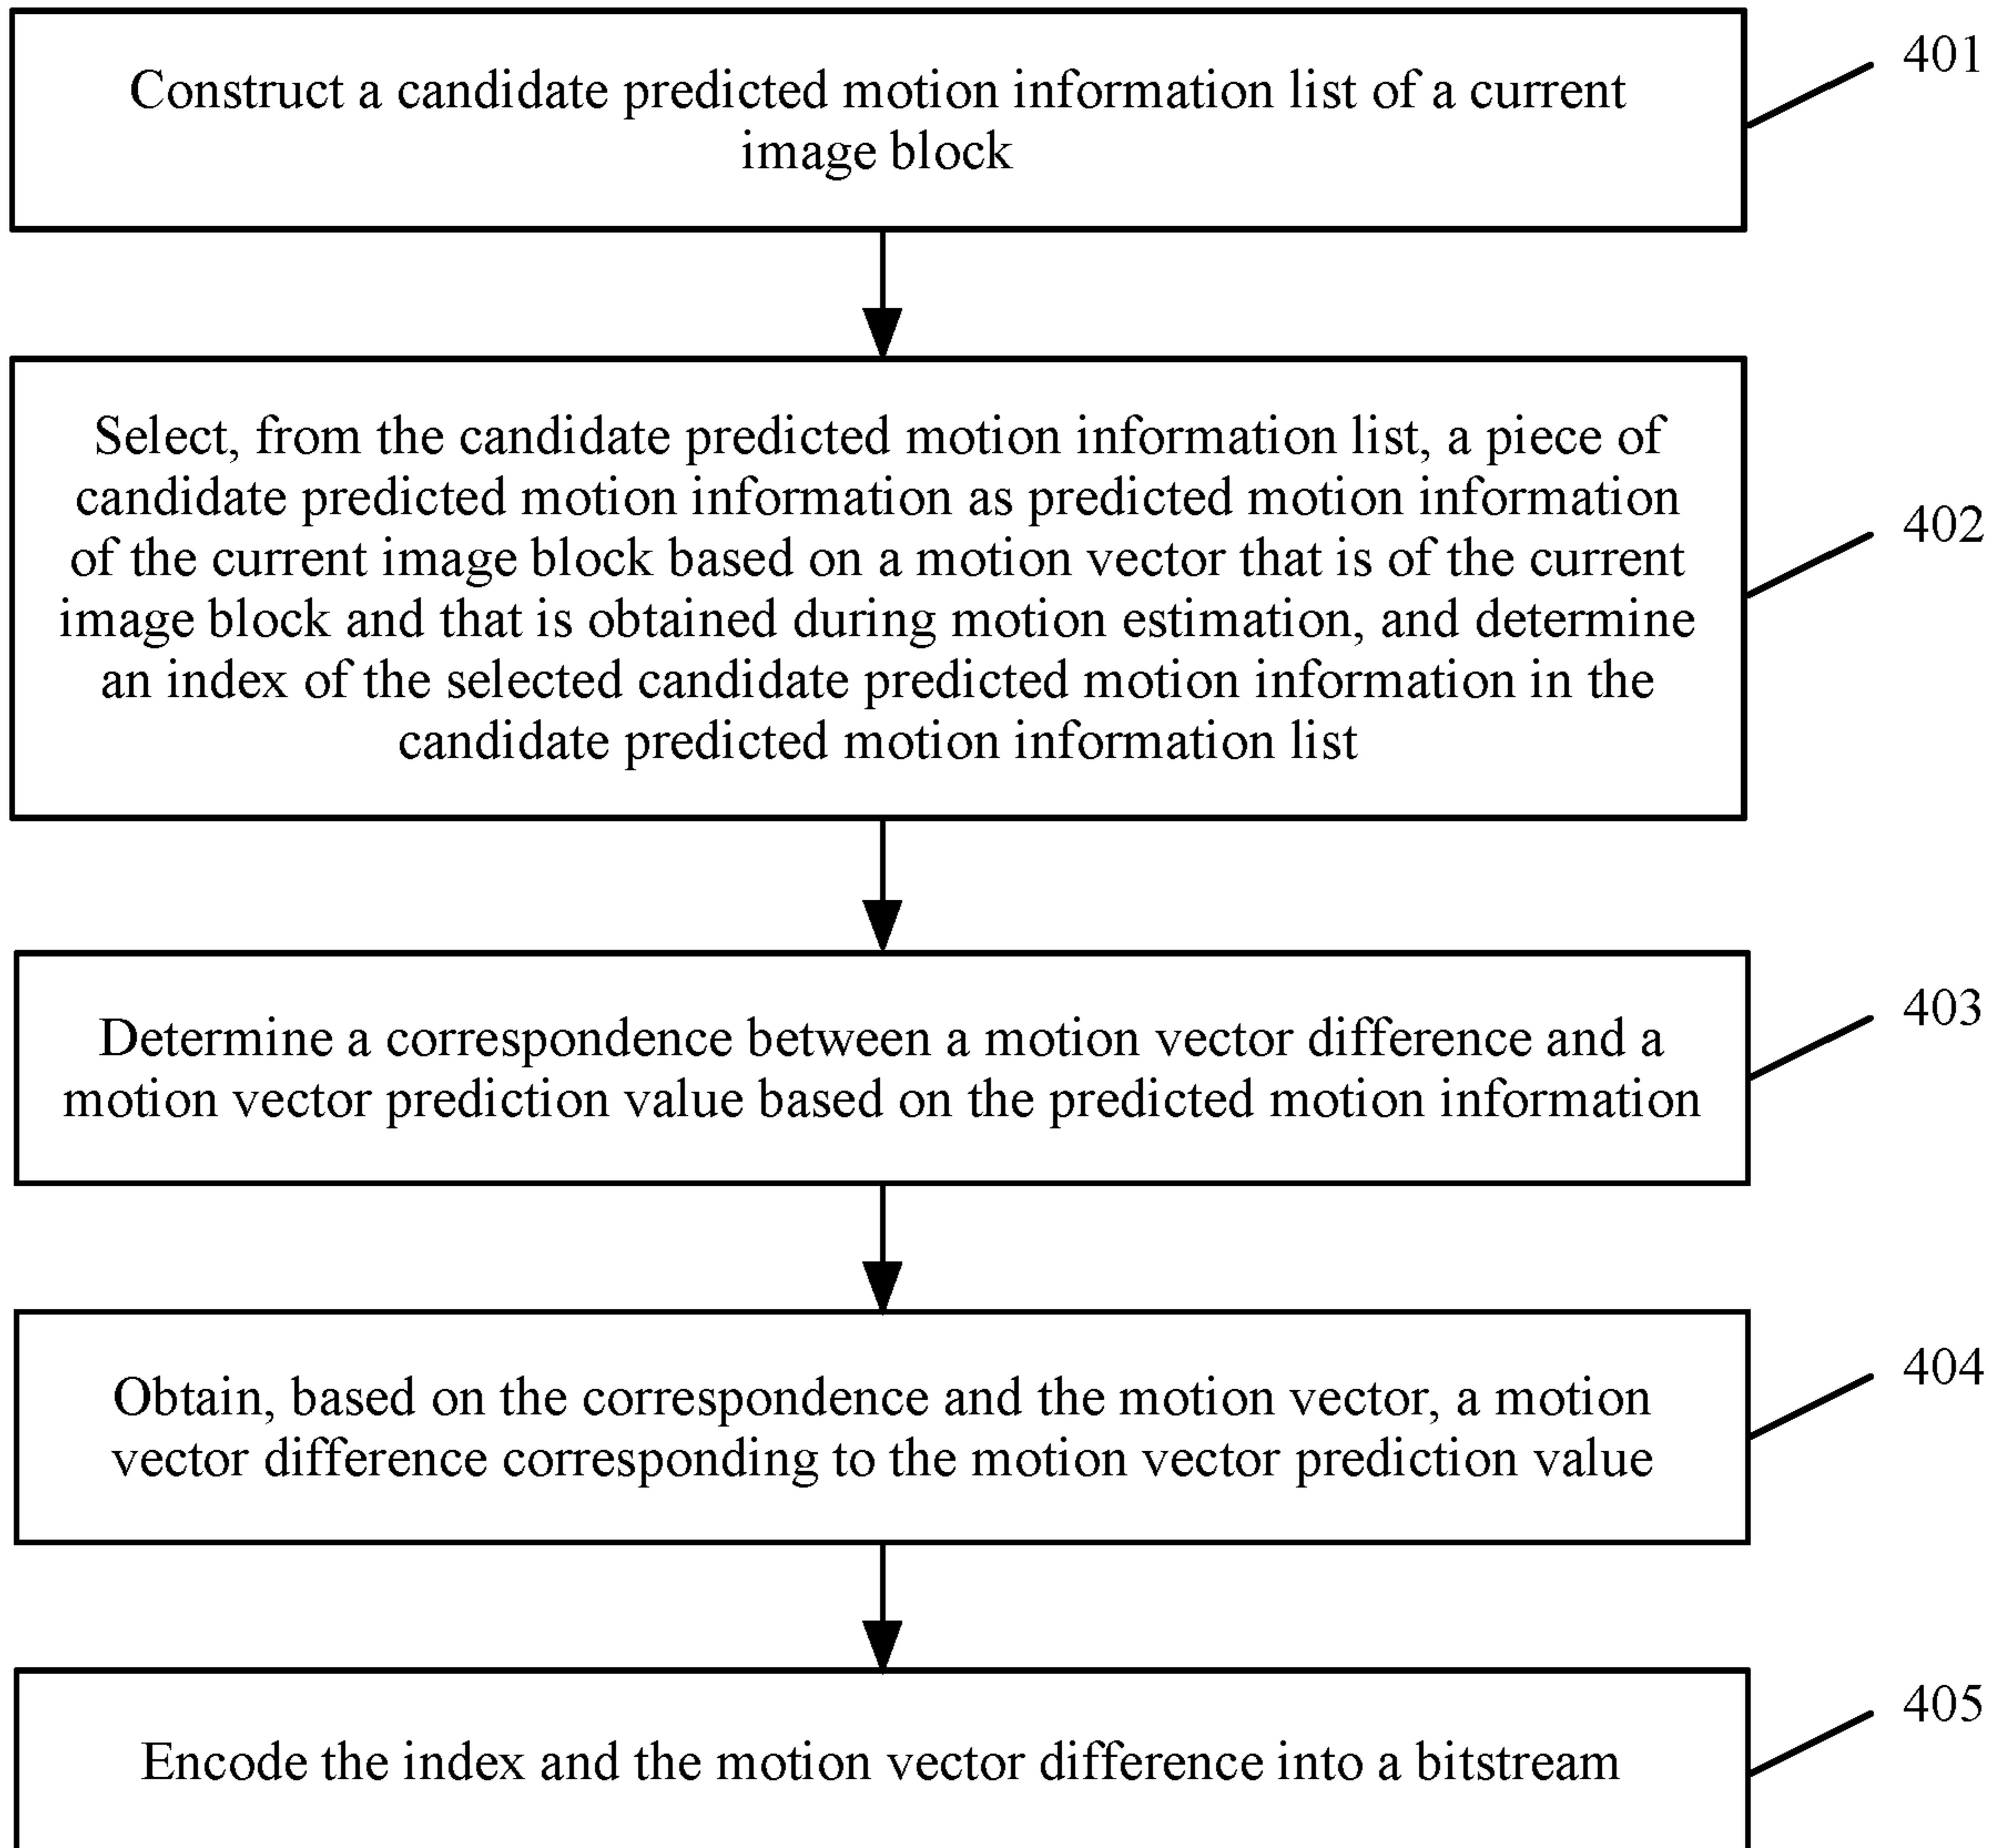 Construct a candidate predicted motion information list of a current
image block
401
Select, from the candidate predicted motion information list, a piece of
candidate predicted motion information as predicted motion information
of the current image block based on a motion vector that is of the current
image block and that is obtained during motion estimation, and determine
an index of the selected candidate predicted motion information in the
candidate predicted motion information list
402
Determine a correspondence between a motion vector difference and a
motion vector prediction value based on the predicted motion information
403
Obtain, based on the correspondence and the motion vector, a motion
vector difference corresponding to the motion vector prediction value
404
Encode the index and the motion vector difference into a bitstream
405